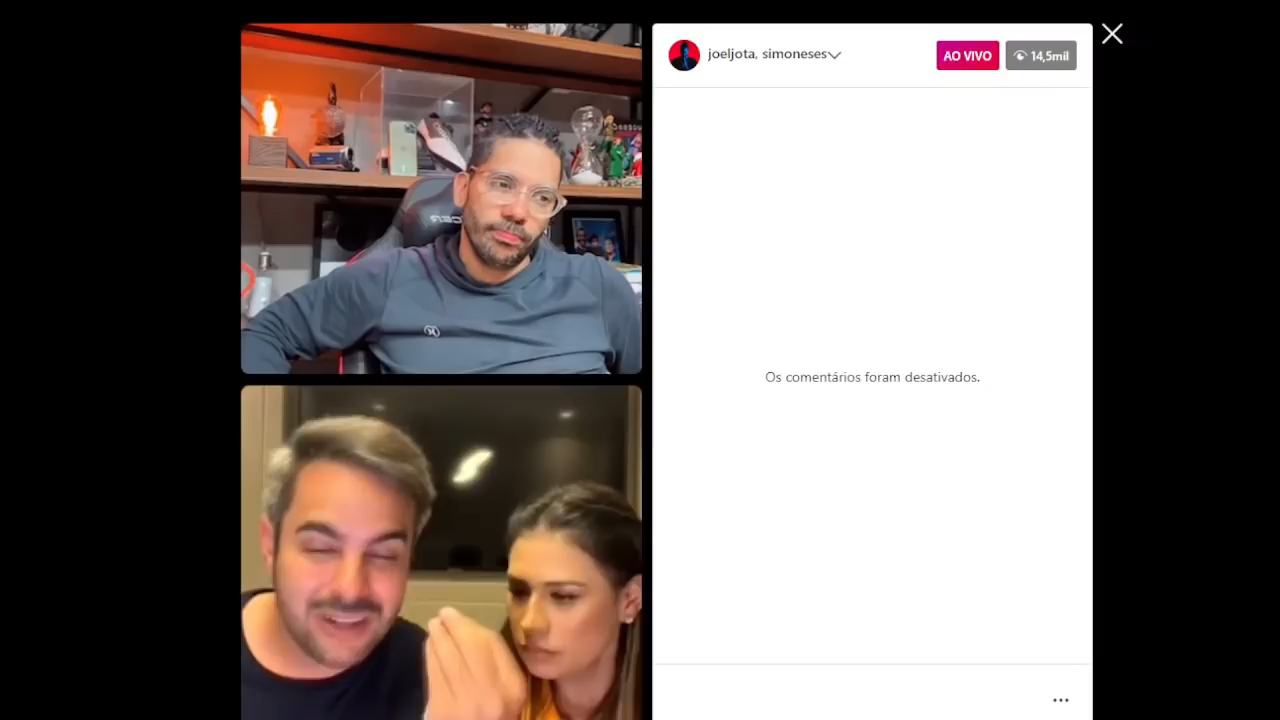 joeljota, simoneses
AO VIVO
14,5mil
Os comentários foram desativados.